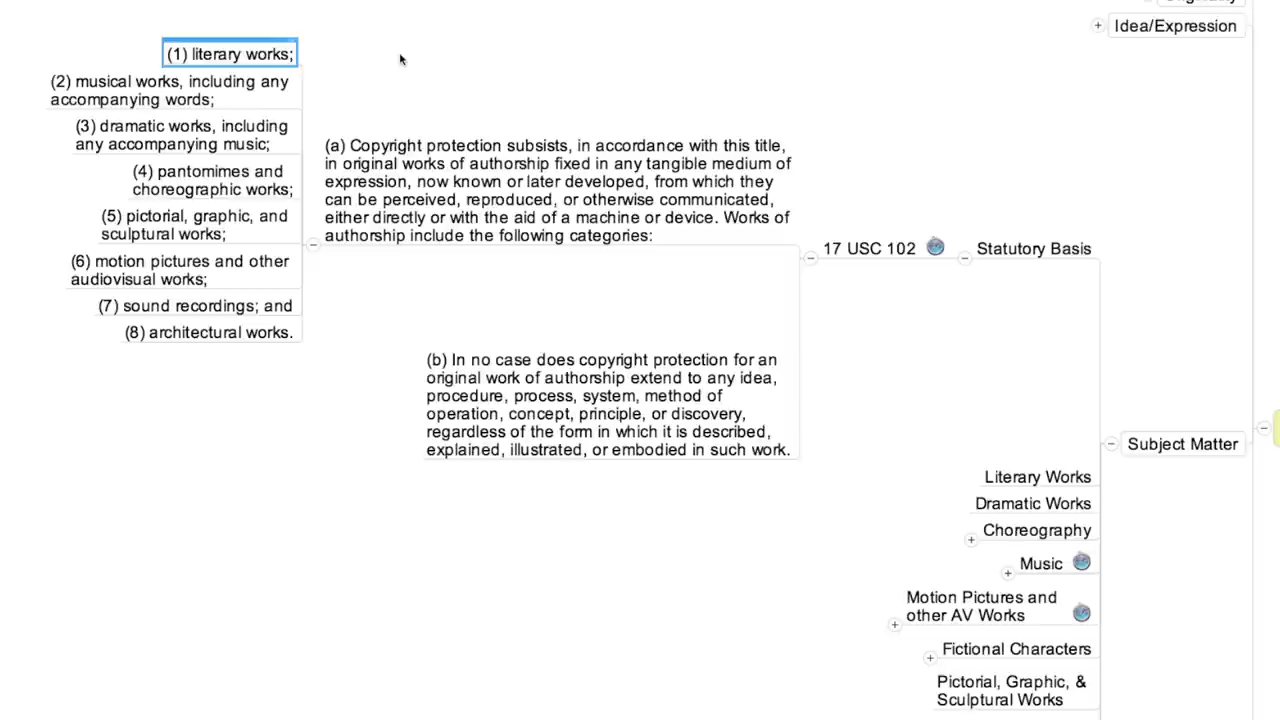 Originality
Idea/Expression
(1) literary works;
(2) musical works, including any
accompanying words;
(3) dramatic works, including
any accompanying music;
(4) pantomimes and
choreographic works;
(5) pictorial, graphic, and
sculptural works;
(6) motion pictures and other
audiovisual works;
(7) sound recordings; and
(8) architectural works.
(a) Copyright protection subsists, in accordance with this title,
in original works of authorship fixed in any tangible medium of
expression, now known or later developed, from which they
can be perceived, reproduced, or otherwise communicated,
either directly or with the aid of a machine or device. Works of
authorship include the following categories:
17 USC 102
Statutory Basis
(b) In no case does copyright protection for an
original work of authorship extend to any idea,
procedure, process, system, method of
operation, concept, principle, or discovery,
regardless of the form in which it is described,
explained, illustrated, or embodied in such work.
Subject Matter
Literary Works
Dramatic Works
Choreography
Music
Motion Pictures and
other AV Works
Fictional Characters
Pictorial, Graphic, &
Sculptural Works